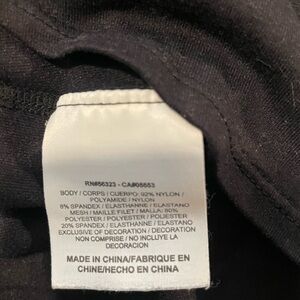 RN#56323 - CA#05553
BODY / CORPS / CUERPO: 92% NYLON /
POLYAMIDE / NYLON
8% SPANDEX / ELASTHANNE / ELASTANO
MESH / MAILLE FILET / MALLA: 80%
POLYESTER / POLYESTER / POLIESTER
20% SPANDEX / ELASTHANNE / ELASTANO
EXCLUSIVE OF DECORATION / DECORATION
NON COMPRISE / NO INCLUYE LA
DECORACION
MADE IN CHINA/FABRIQUE EN
CHINE/HECHO EN CHINA